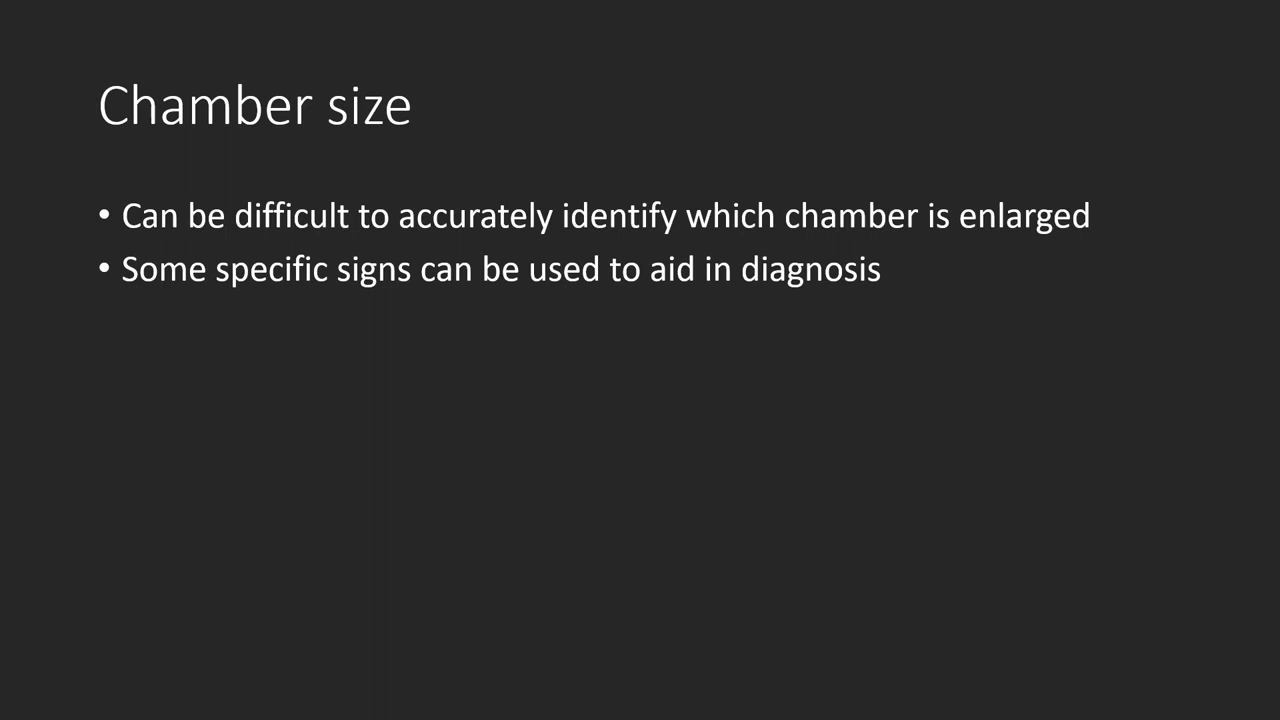 Chamber size
• Can be difficult to accurately identify which chamber is enlarged
• Some specific signs can be used to aid in diagnosis